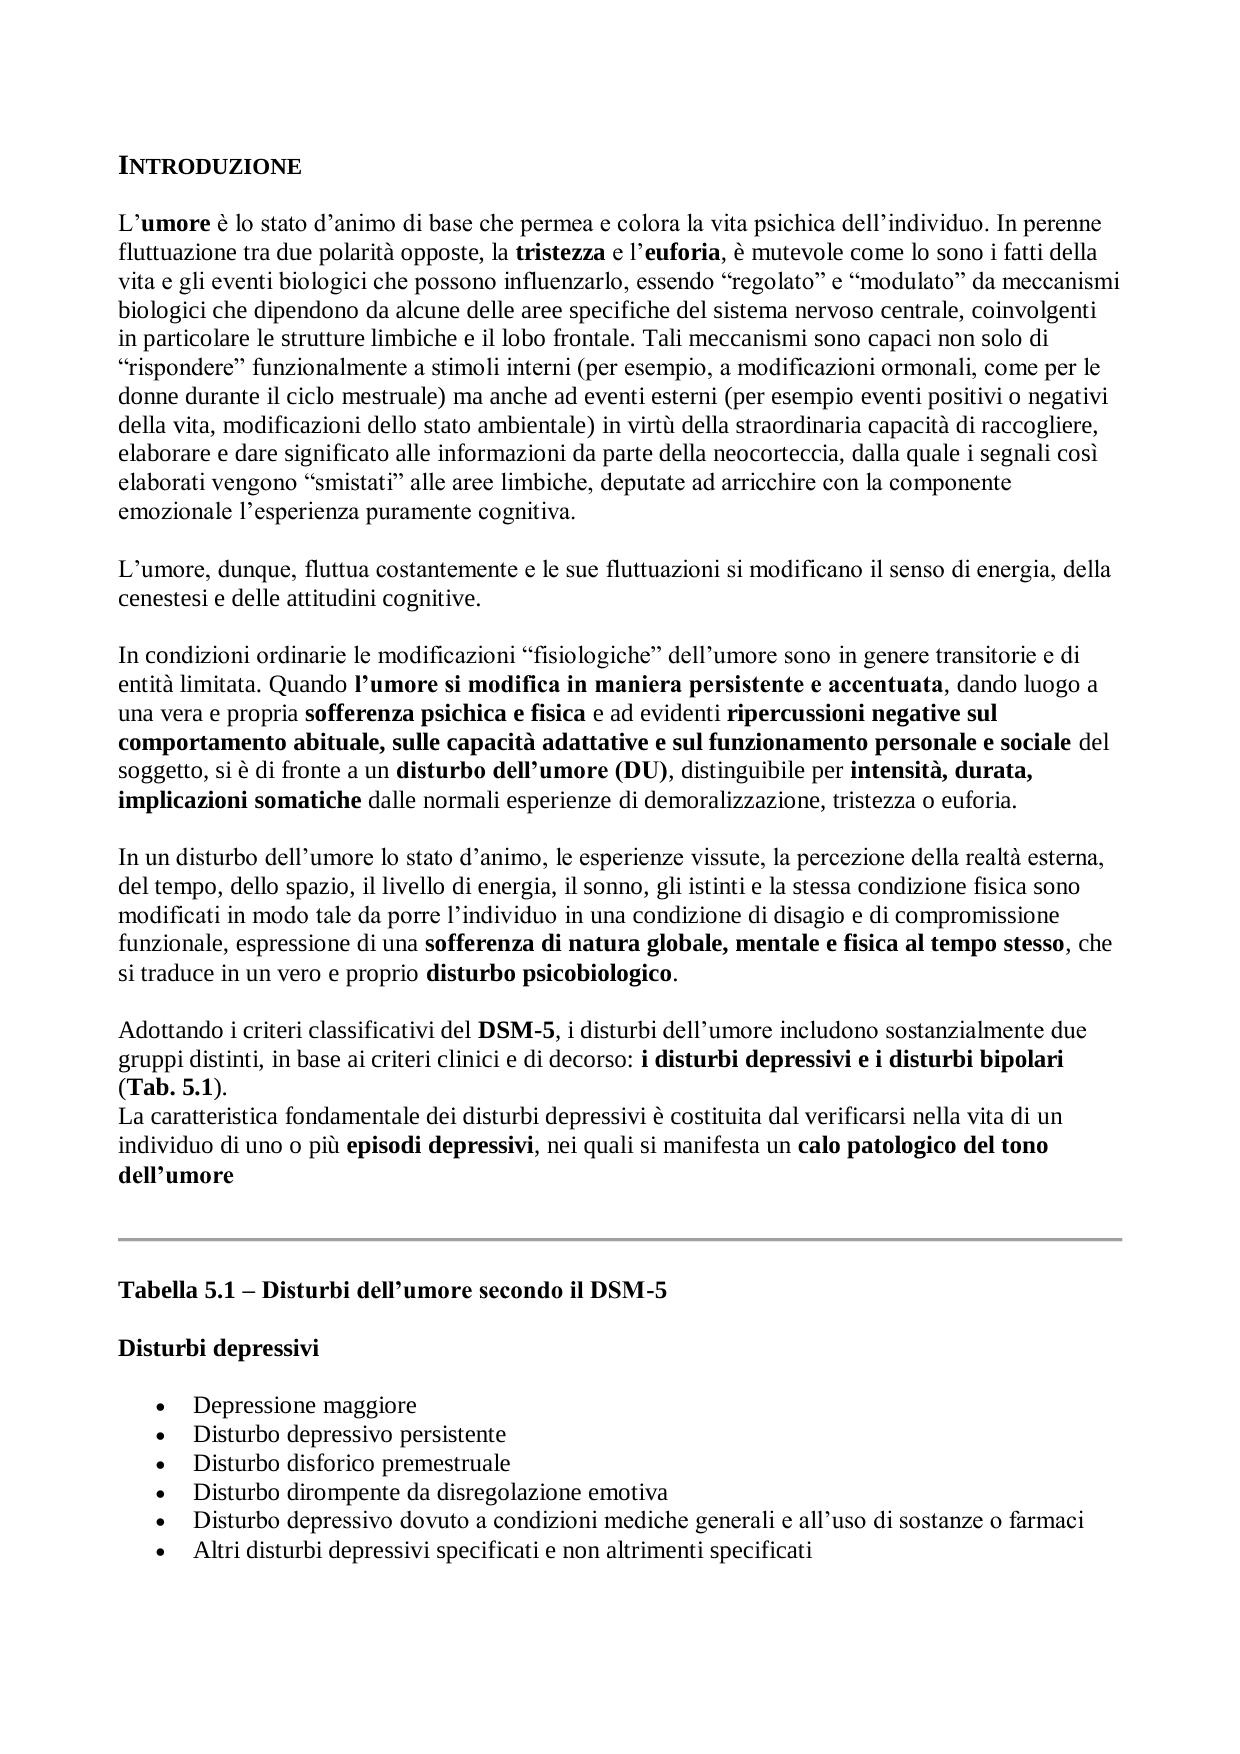 INTRODUZIONE
L’umore è lo stato d’animo di base che permea e colora la vita psichica dell’individuo. In perenne
fluttuazione tra due polarità opposte, la tristezza e l’euforia, è mutevole come lo sono i fatti della
vita e gli eventi biologici che possono influenzarlo, essendo “regolato” e “modulato” da meccanismi
biologici che dipendono da alcune delle aree specifiche del sistema nervoso centrale, coinvolgenti
in particolare le strutture limbiche e il lobo frontale. Tali meccanismi sono capaci non solo di
“rispondere” funzionalmente a stimoli interni (per esempio, a modificazioni ormonali, come per le
donne durante il ciclo mestruale) ma anche ad eventi esterni (per esempio eventi positivi o negativi
della vita, modificazioni dello stato ambientale) in virtù della straordinaria capacità di raccogliere,
elaborare e dare significato alle informazioni da parte della neocorteccia, dalla quale i segnali così
elaborati vengono “smistati” alle aree limbiche, deputate ad arricchire con la componente
emozionale l’esperienza puramente cognitiva.
L’umore, dunque, fluttua costantemente e le sue fluttuazioni si modificano il senso di energia, della
cenestesi e delle attitudini cognitive.
In condizioni ordinarie le modificazioni “fisiologiche” dell’umore sono in genere transitorie e di
entità limitata. Quando l’umore si modifica in maniera persistente e accentuata, dando luogo a
una vera e propria sofferenza psichica e fisica e ad evidenti ripercussioni negative sul
comportamento abituale, sulle capacità adattative e sul funzionamento personale e sociale del
soggetto, si è di fronte a un disturbo dell’umore (DU), distinguibile per intensità, durata,
implicazioni somatiche dalle normali esperienze di demoralizzazione, tristezza o euforia.
In un disturbo dell’umore lo stato d’animo, le esperienze vissute, la percezione della realtà esterna,
del tempo, dello spazio, il livello di energia, il sonno, gli istinti e la stessa condizione fisica sono
modificati in modo tale da porre l’individuo in una condizione di disagio e di compromissione
funzionale, espressione di una sofferenza di natura globale, mentale e fisica al tempo stesso, che
si traduce in un vero e proprio disturbo psicobiologico.
Adottando i criteri classificativi del DSM-5, i disturbi dell’umore includono sostanzialmente due
gruppi distinti, in base ai criteri clinici e di decorso: i disturbi depressivi e i disturbi bipolari
(Tab. 5.1).
La caratteristica fondamentale dei disturbi depressivi è costituita dal verificarsi nella vita di un
individuo di uno o più episodi depressivi, nei quali si manifesta un calo patologico del tono
dell’umore
Tabella 5.1 – Disturbi dell’umore secondo il DSM-5
Disturbi depressivi
• Depressione maggiore
• Disturbo depressivo persistente
• Disturbo disforico premestruale
• Disturbo dirompente da disregolazione emotiva
• Disturbo depressivo dovuto a condizioni mediche generali e all’uso di sostanze o farmaci
• Altri disturbi depressivi specificati e non altrimenti specificati